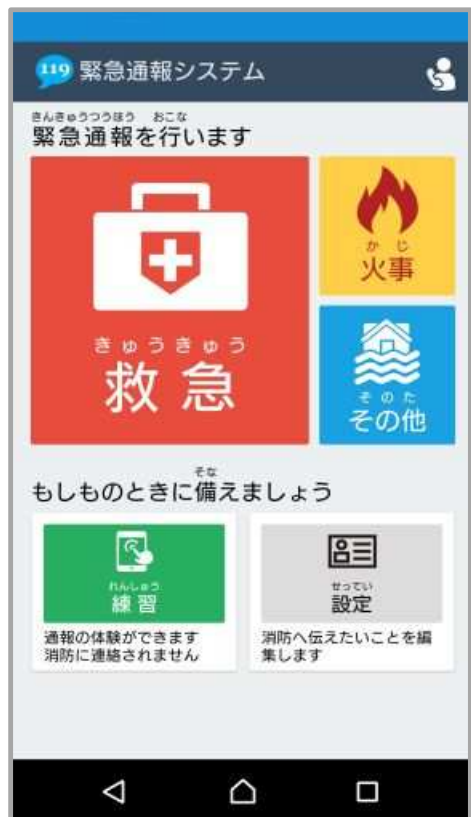 119 緊急通報システム
きんきゅうつうほう おこな
緊急通報を行います
きゅうきゅう
救急
かじ
火事
そのた
その他
そな
もしものときに備えましょう
れんしゅう
練習
通報の体験ができます
消防に連絡されません
せってい
設定
消防へ伝えたいことを編
集します